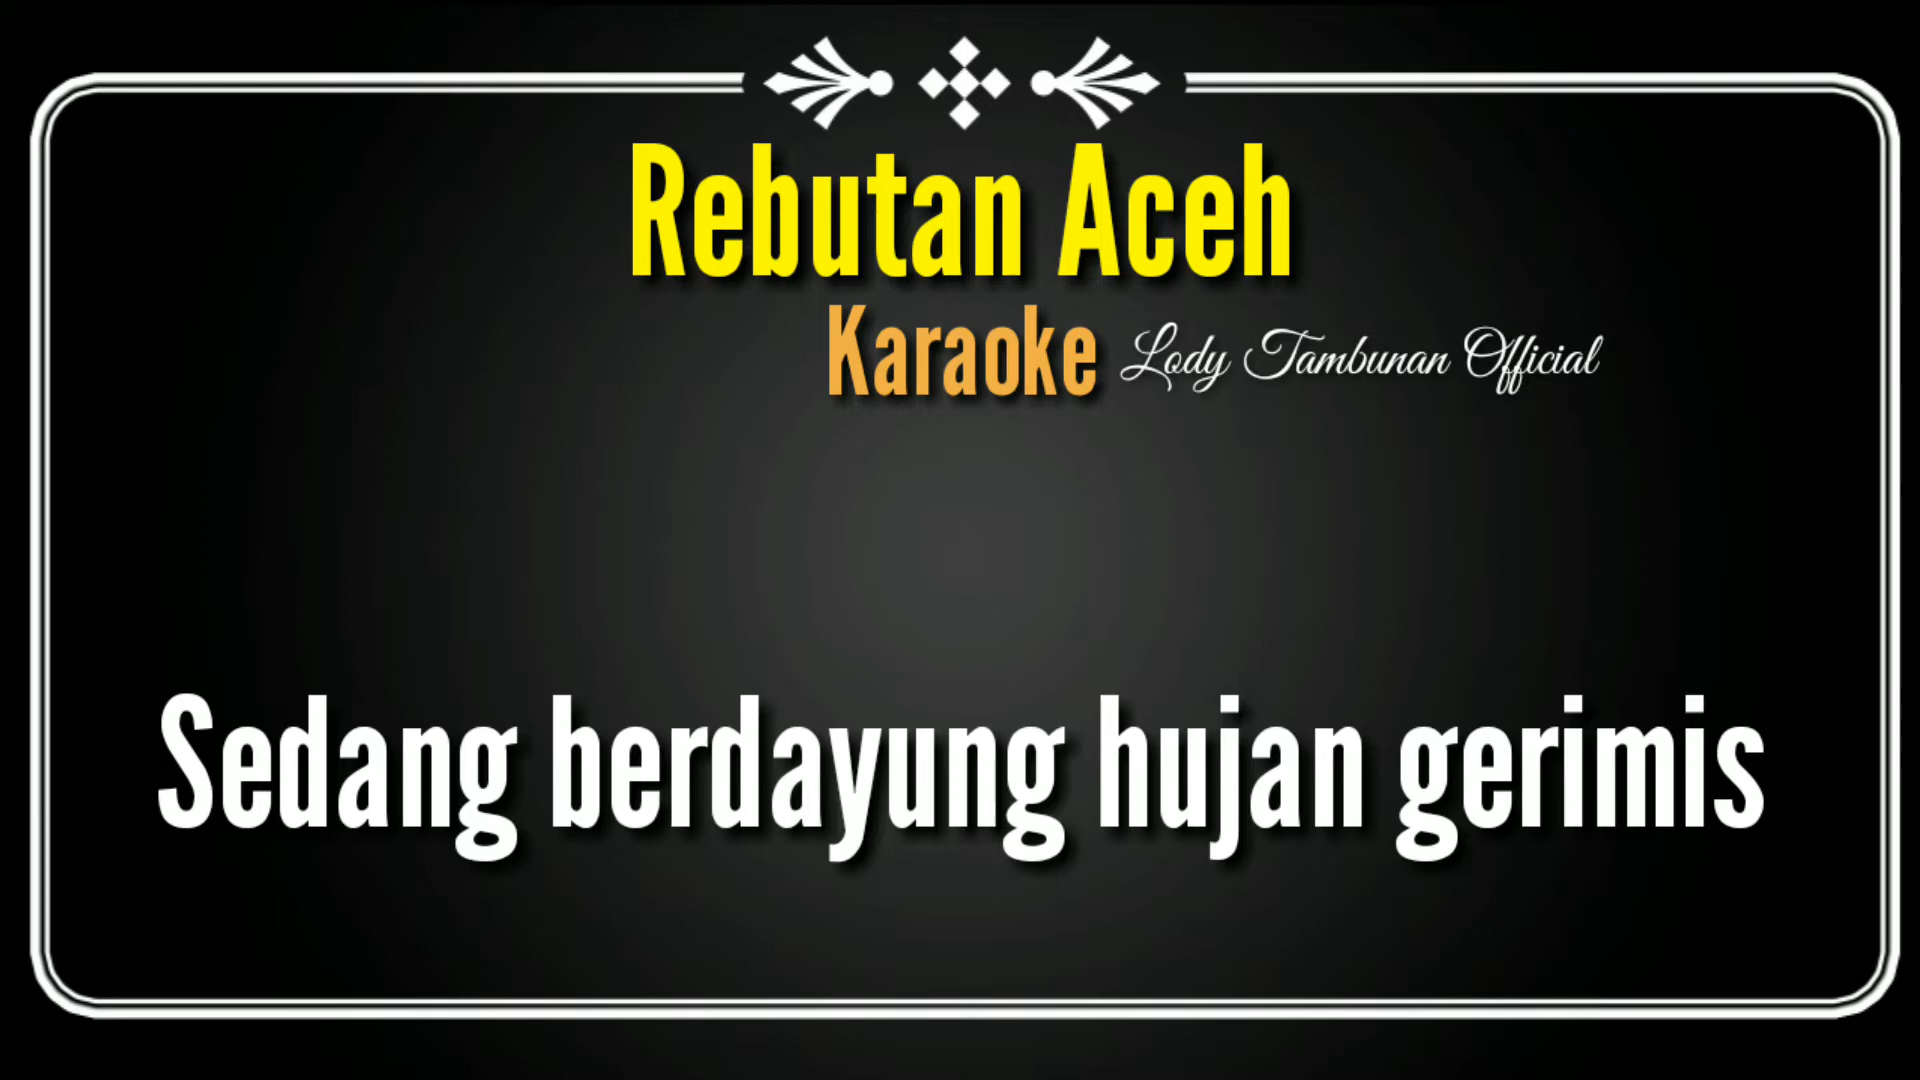 Rebutan Aceh
Karaoke Lody Tambunan Official
Sedang berdayung hujan gerimis